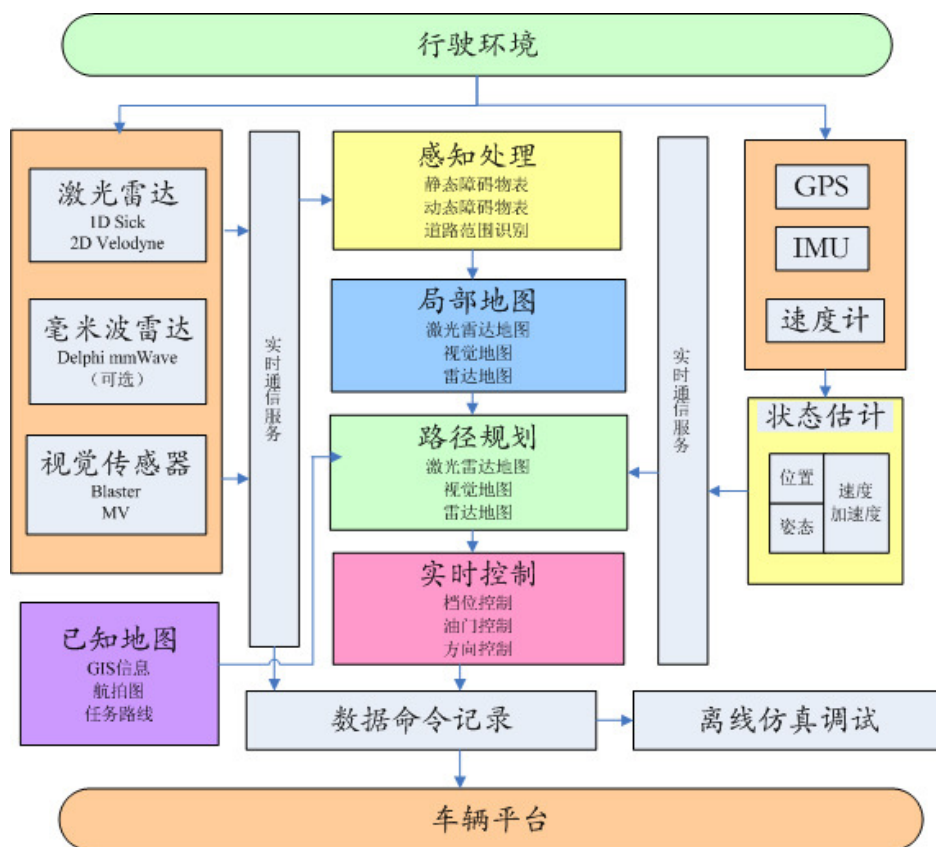 行驶环境
激光雷达
1D Sick
2D Velodyne
毫米波雷达
Delphi mmWave
（可选）
视觉传感器
Blaster
MV
已知地图
GIS信息
航拍图
任务路线
实时通信服务
感知处理
静态障碍物表
动态障碍物表
道路范围识别
局部地图
激光雷达地图
视觉地图
雷达地图
路径规划
激光雷达地图
视觉地图
雷达地图
实时控制
档位控制
油门控制
方向控制
实时通信服务
GPS
IMU
速度计
状态估计
位置
姿态
速度
加速度
数据命令记录
离线仿真调试
车辆平台